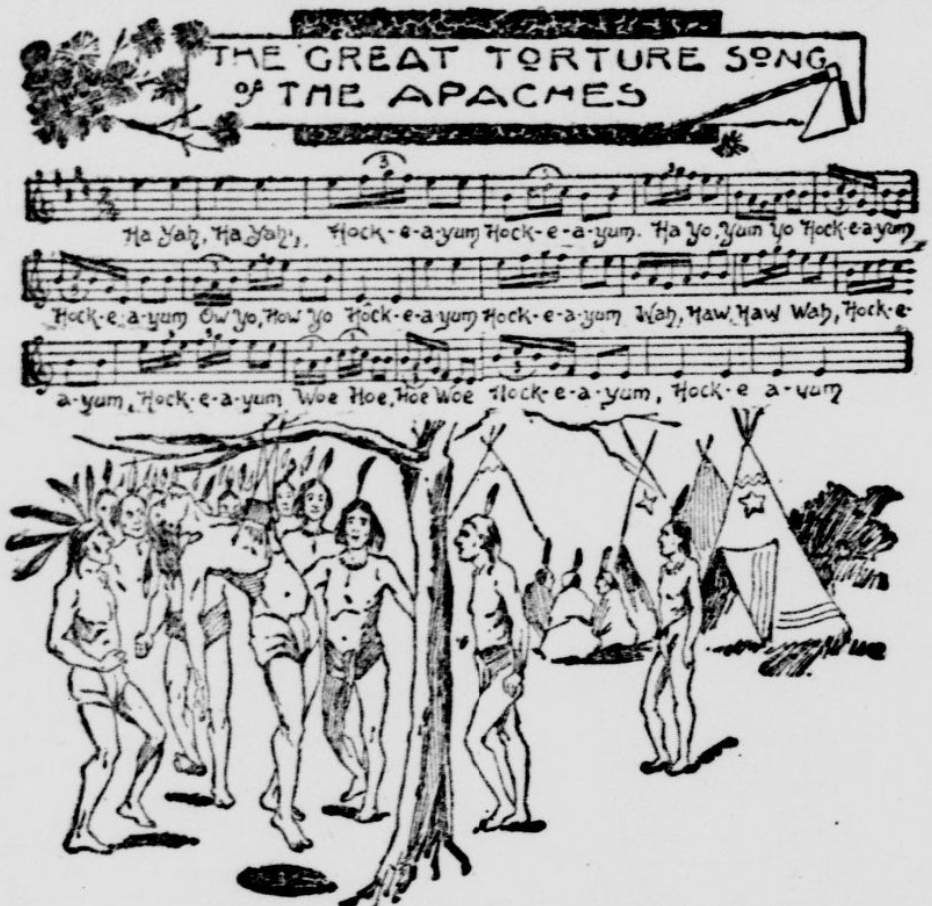 THE GREAT TORTURE SONG
OF THE APACHES
Ha Yah, Ha Yah, Hock-e-a-yum Hock-e-a-yum. Ha Yo, Yum Yo Hock-e-a-yum
Hock-e-a-yum Ow Yo, How Yo Hock-e-a-yum Hock-e-a-yum Wah, Haw, Haw Wah, Hock-e-
a-yum, Hock-e-a-yum Woe Hoe, Hoe Woe Hock-e-a-yum, Hock-e a-yum